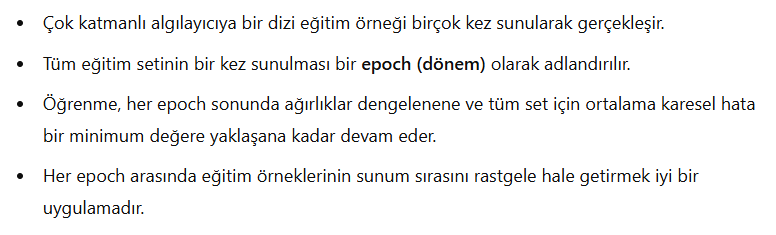 Çok katmanlı algılayıcıya bir dizi eğitim örneği birçok kez sunularak gerçekleşir.
Tüm eğitim setinin bir kez sunulması bir epoch (dönem) olarak adlandırılır.
Öğrenme, her epoch sonunda ağırlıklar dengelenene ve tüm set için ortalama karesel hata
bir minimum değere yaklaşana kadar devam eder.
Her epoch arasında eğitim örneklerinin sunum sırasını rastgele hale getirmek iyi bir
uygulamadır.